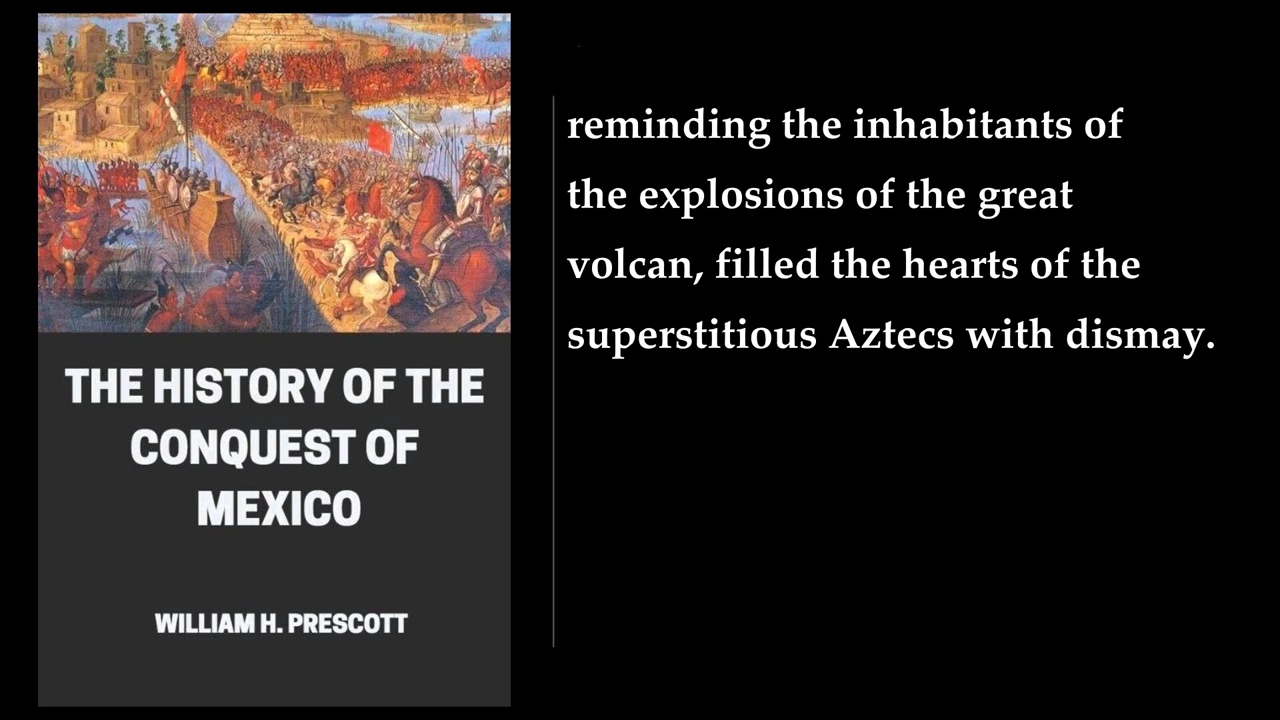 THE HISTORY OF THE
CONQUEST OF
MEXICO
WILLIAM H. PRESCOTT
reminding the inhabitants of
the explosions of the great
volcan, filled the hearts of the
superstitious Aztecs with dismay.